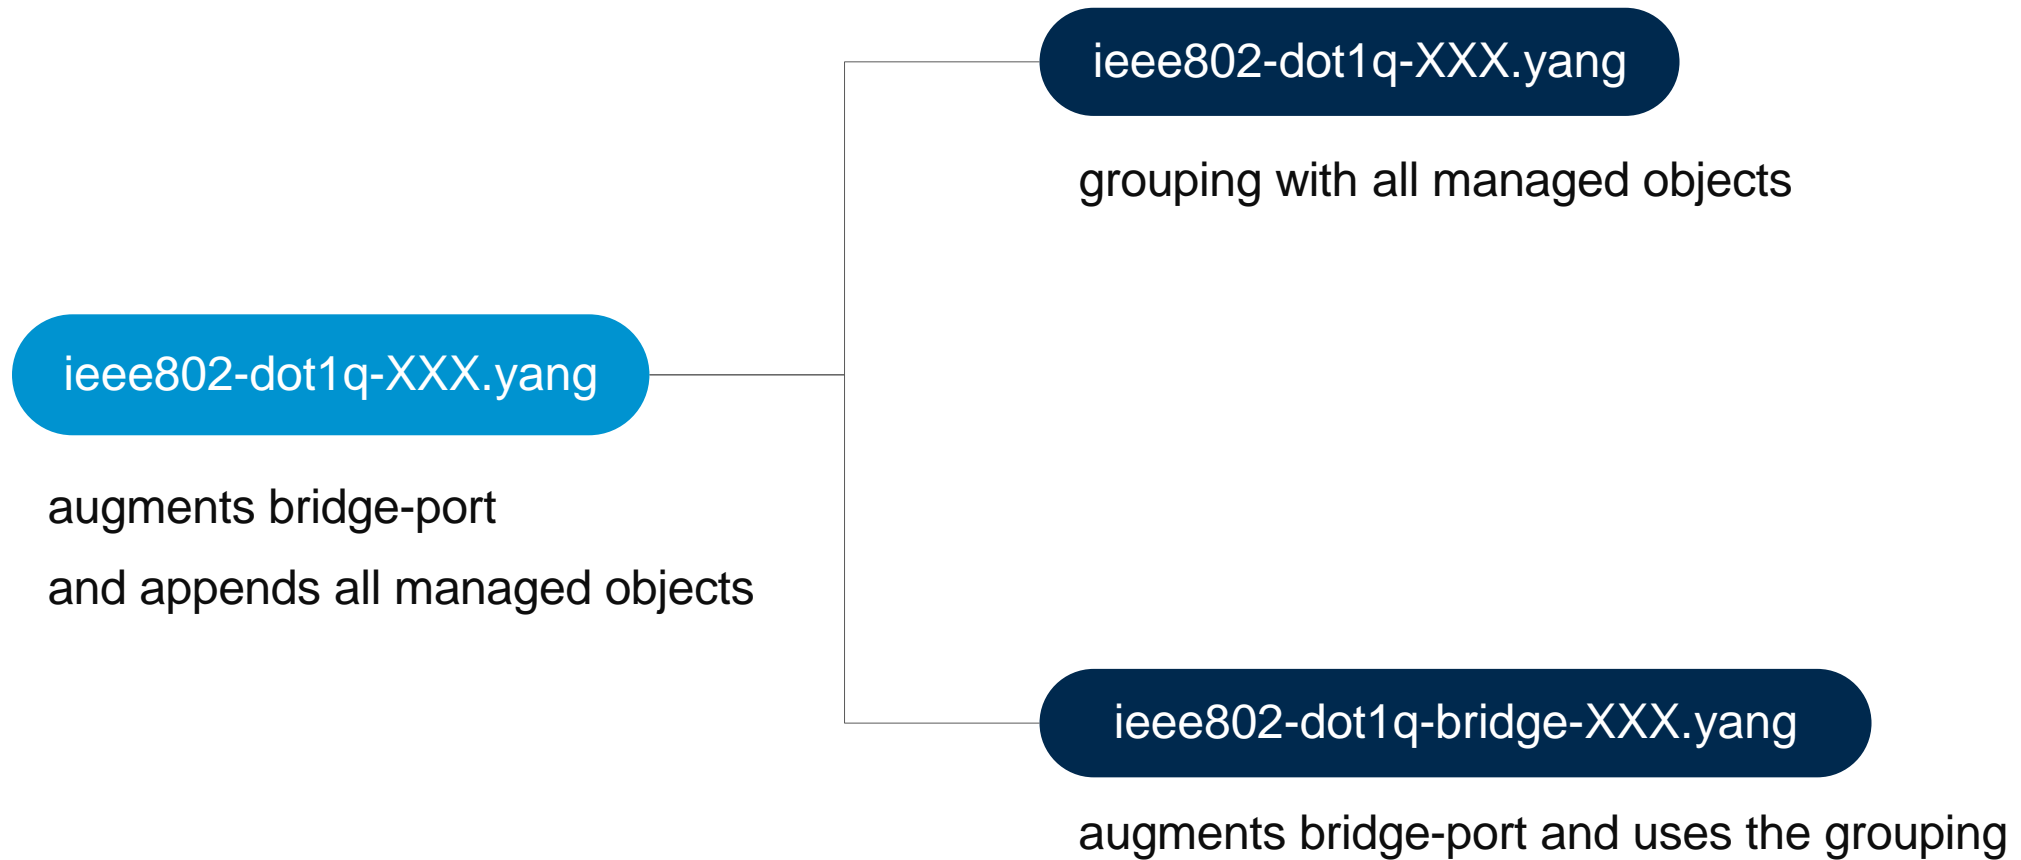 ieee802-dot1q-XXX.yang
grouping with all managed objects
ieee802-dot1q-XXX.yang
augments bridge-port
and appends all managed objects
ieee802-dot1q-bridge-XXX.yang
augments bridge-port and uses the grouping